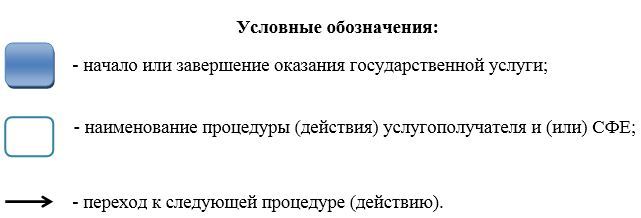 Условные обозначения:
- начало или завершение оказания государственной услуги;
- наименование процедуры (действия) услугополучателя и (или) СФЕ;
- переход к следующей процедуре (действию).